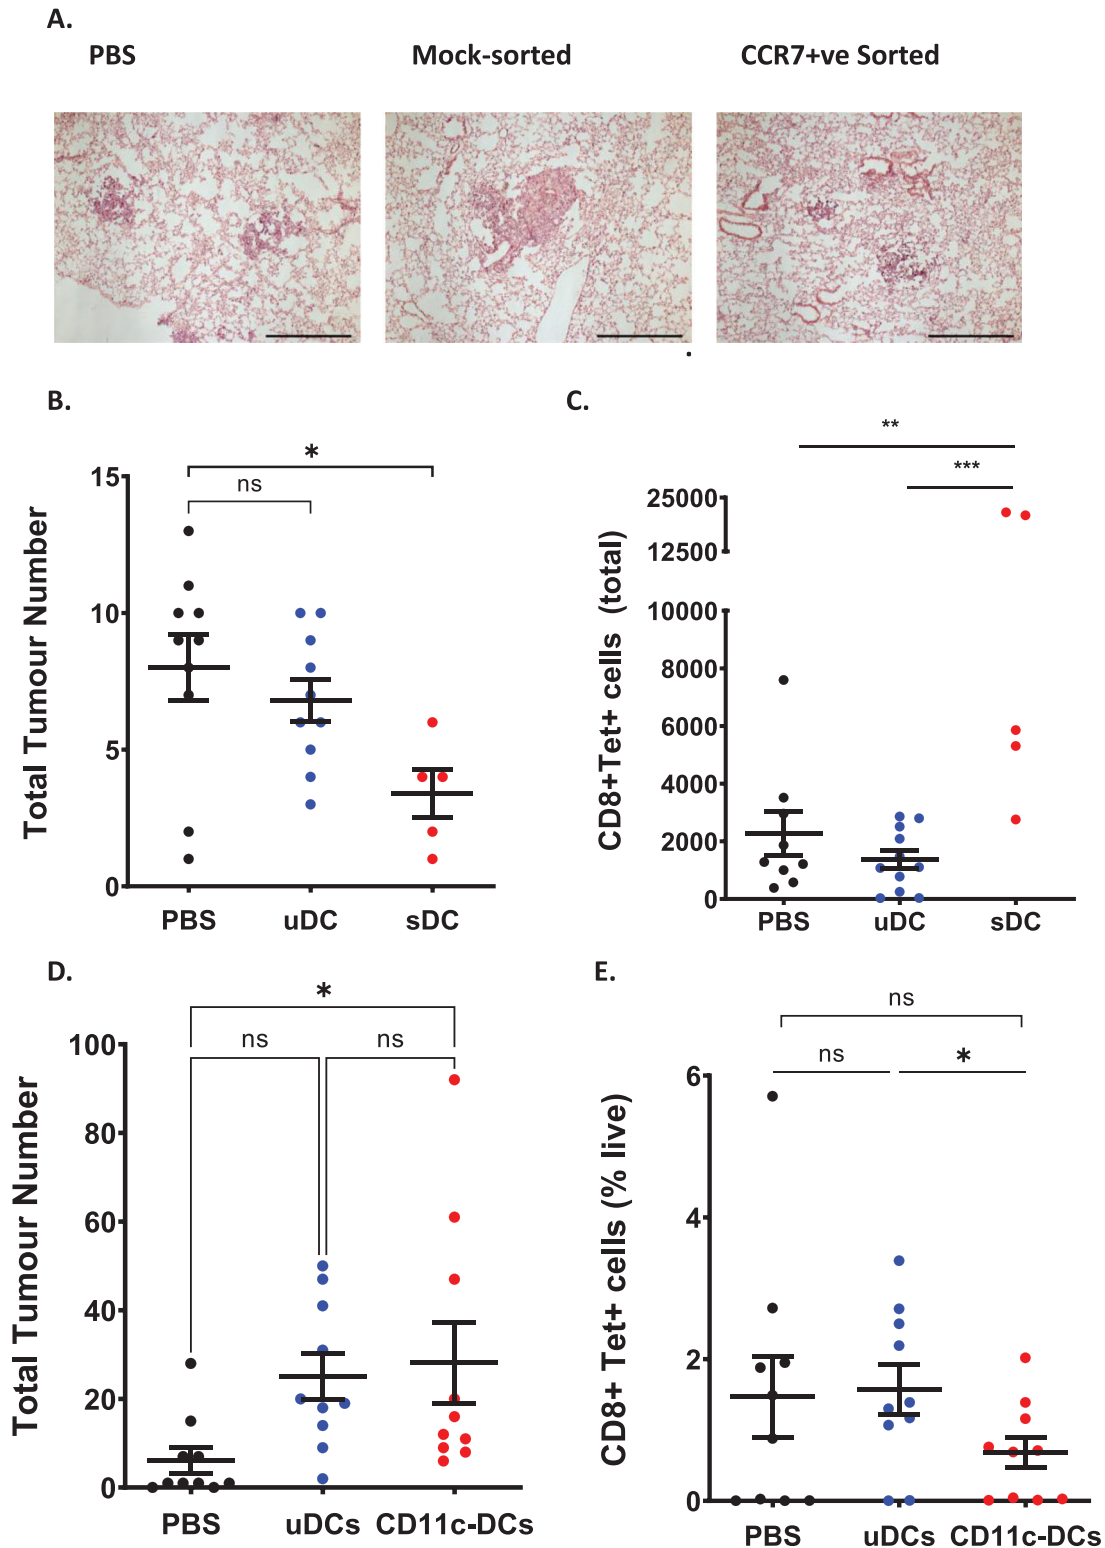 A.
PBS Mock-sorted CCR7+ve Sorted
B.
C.
*
ns
Total Tumour Number
15
10
5
0
PBS uDC sDC
**
***
CD8+Tet+ cells (total)
25000
12500
10000
8000
6000
4000
2000
0
PBS uDC sDC
D.
E.
*
ns ns
Total Tumour Number
100
80
60
40
20
0
PBS uDCs CD11c-DCs
ns
ns *
CD8+ Tet+ cells (% live)
6
4
2
0
PBS uDCs CD11c-DCs